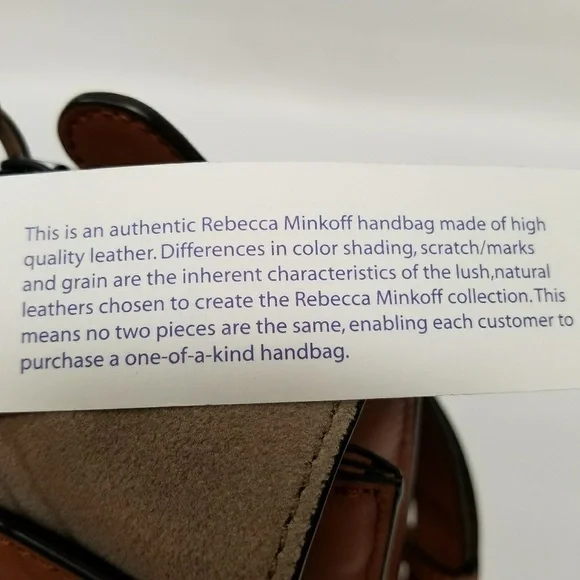 This is an authentic Rebecca Minkoff handbag made of high
quality leather. Differences in color shading, scratch/marks
and grain are the inherent characteristics of the lush,natural
leathers chosen to create the Rebecca Minkoff collection.This
means no two pieces are the same, enabling each customer to
purchase a one-of-a-kind handbag.